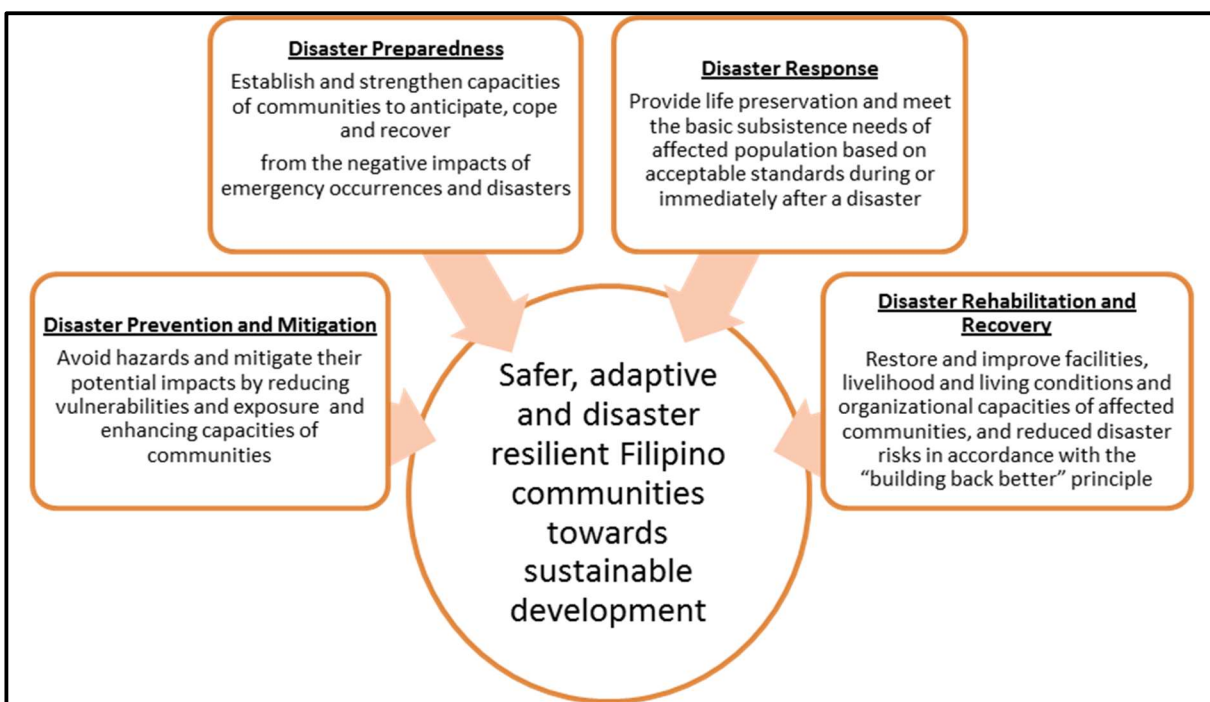 Disaster Preparedness
Establish and strengthen capacities
of communities to anticipate, cope
and recover
from the negative impacts of
emergency occurrences and disasters
Disaster Response
Provide life preservation and meet
the basic subsistence needs of
affected population based on
acceptable standards during or
immediately after a disaster
Disaster Prevention and Mitigation
Avoid hazards and mitigate their
potential impacts by reducing
vulnerabilities and exposure and
enhancing capacities of
communities
Disaster Rehabilitation and
Recovery
Restore and improve facilities,
livelihood and living conditions and
organizational capacities of affected
communities, and reduced disaster
risks in accordance with the
“building back better” principle
Safer, adaptive
and disaster
resilient Filipino
communities
towards
sustainable
development